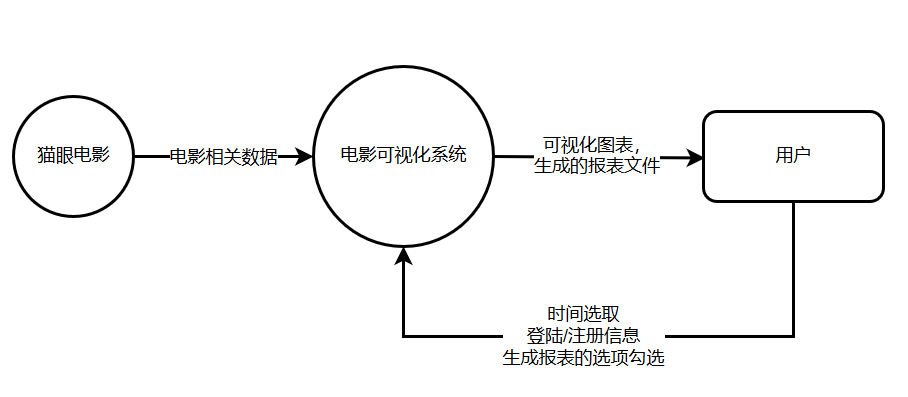 猫眼电影
电影相关数据
电影可视化系统
可视化图表，
生成的报表文件
用户
时间选取
登陆/注册信息
生成报表的选项勾选